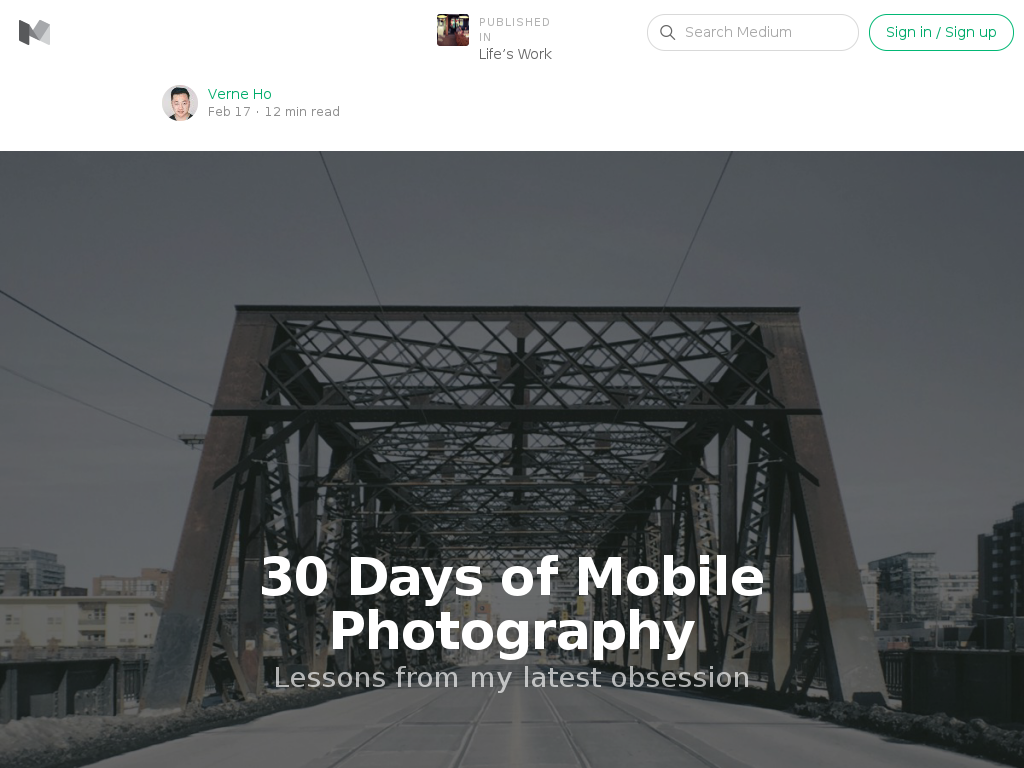 PUBLISHED
IN
Life’s Work
Search Medium
Sign in / Sign up
Verne Ho
Feb 17 · 12 min read
30 Days of Mobile
Photography
Lessons from my latest obsession